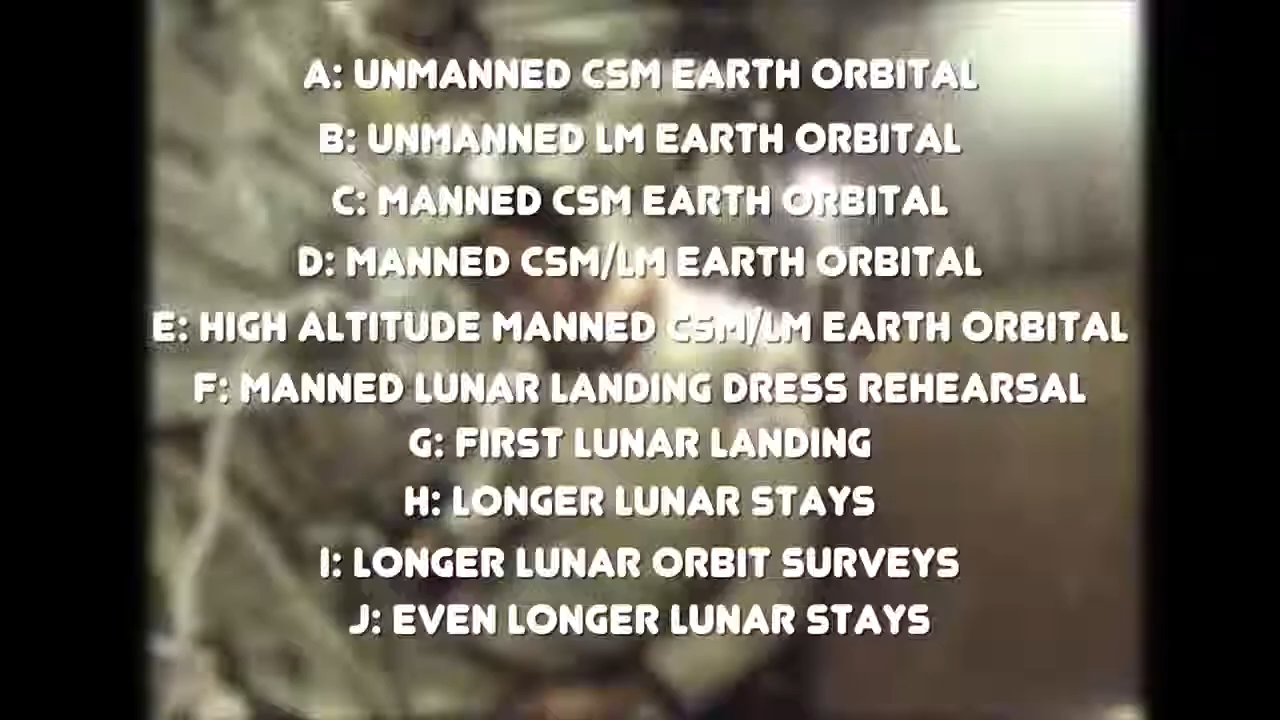 A: UNMANNED CSM EARTH ORBITAL
B: UNMANNED LM EARTH ORBITAL
C: MANNED CSM EARTH ORBITAL
D: MANNED CSM/LM EARTH ORBITAL
E: HIGH ALTITUDE MANNED CSM/LM EARTH ORBITAL
F: MANNED LUNAR LANDING DRESS REHEARSAL
G: FIRST LUNAR LANDING
H: LONGER LUNAR STAYS
I: LONGER LUNAR ORBIT SURVEYS
J: EVEN LONGER LUNAR STAYS